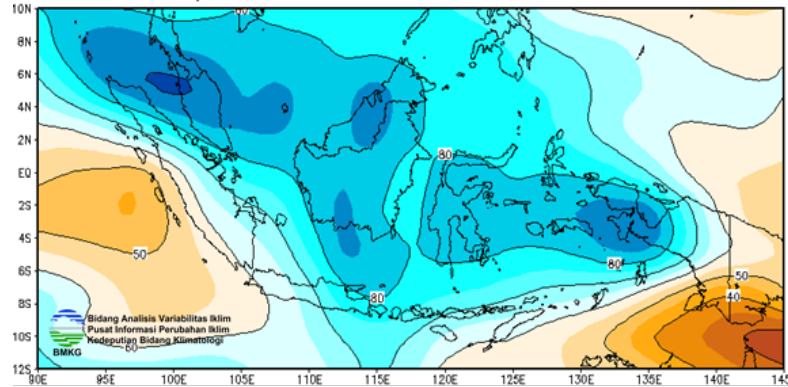 10N
60
8N
6N
4N
2N
80
EQ
2S
4S
50
80
6S
50
80
40
8S
Bidang Analisis Variabilitas Iklim
Pusat Informasi Perubahan Iklim
10S
Kedeputian Bidang Klimatologi
BMKG
60
12S
90E 95E 100E 105E 110E 115E 120E 125E 130E 135E 140E 145